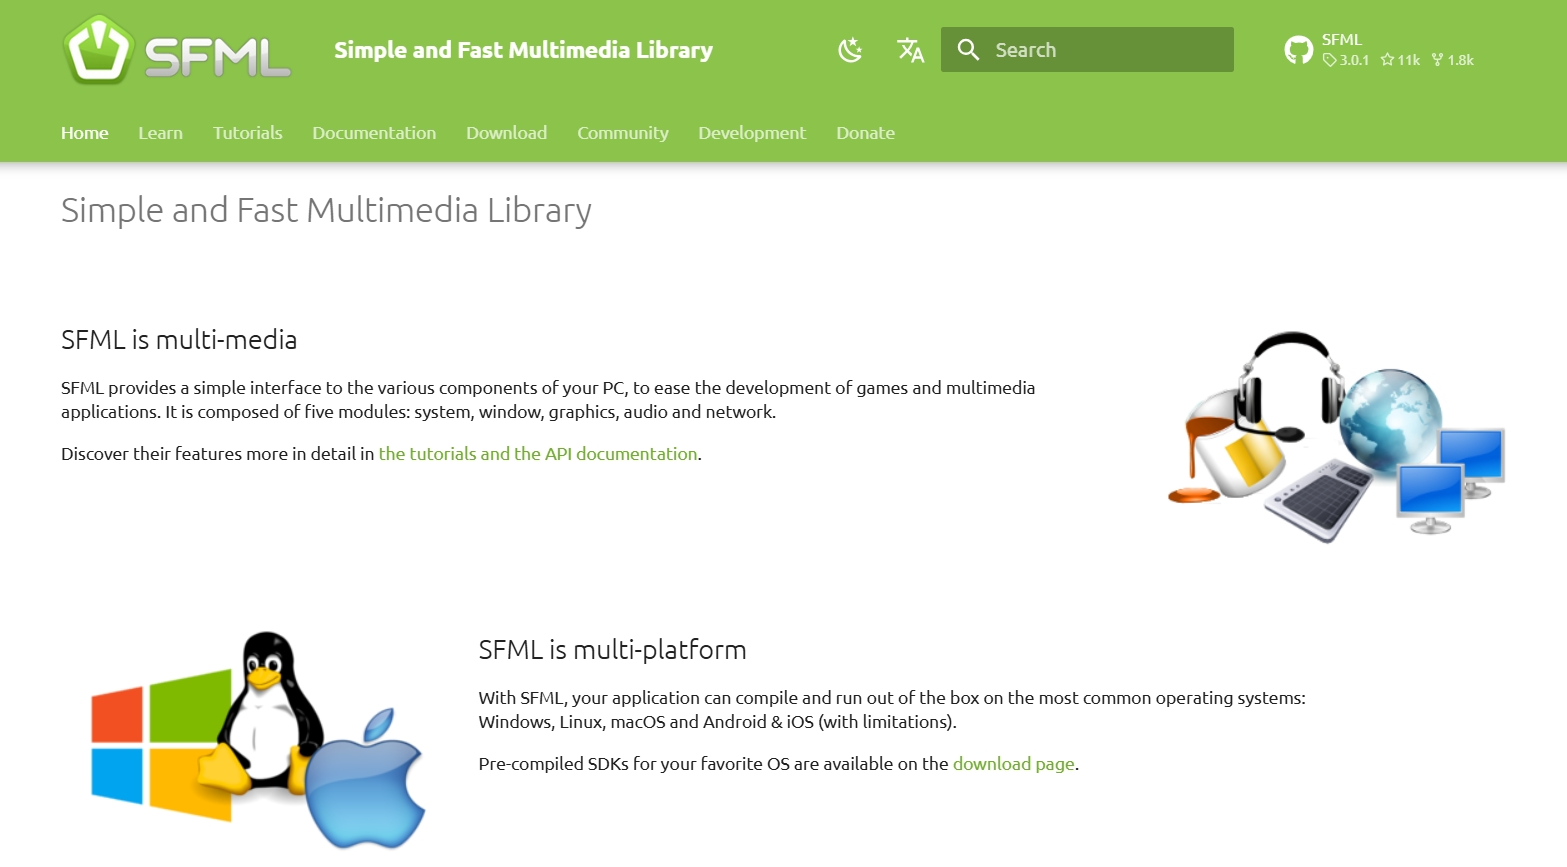 SFML
Simple and Fast Multimedia Library
Search
SFML
3.0.1 11k 1.8k
Home Learn Tutorials Documentation Download Community Development Donate
Simple and Fast Multimedia Library
SFML is multi-media
SFML provides a simple interface to the various components of your PC, to ease the development of games and multimedia
applications. It is composed of five modules: system, window, graphics, audio and network.
Discover their features more in detail in the tutorials and the API documentation.
SFML is multi-platform
With SFML, your application can compile and run out of the box on the most common operating systems:
Windows, Linux, macOS and Android & iOS (with limitations).
Pre-compiled SDKs for your favorite OS are available on the download page.